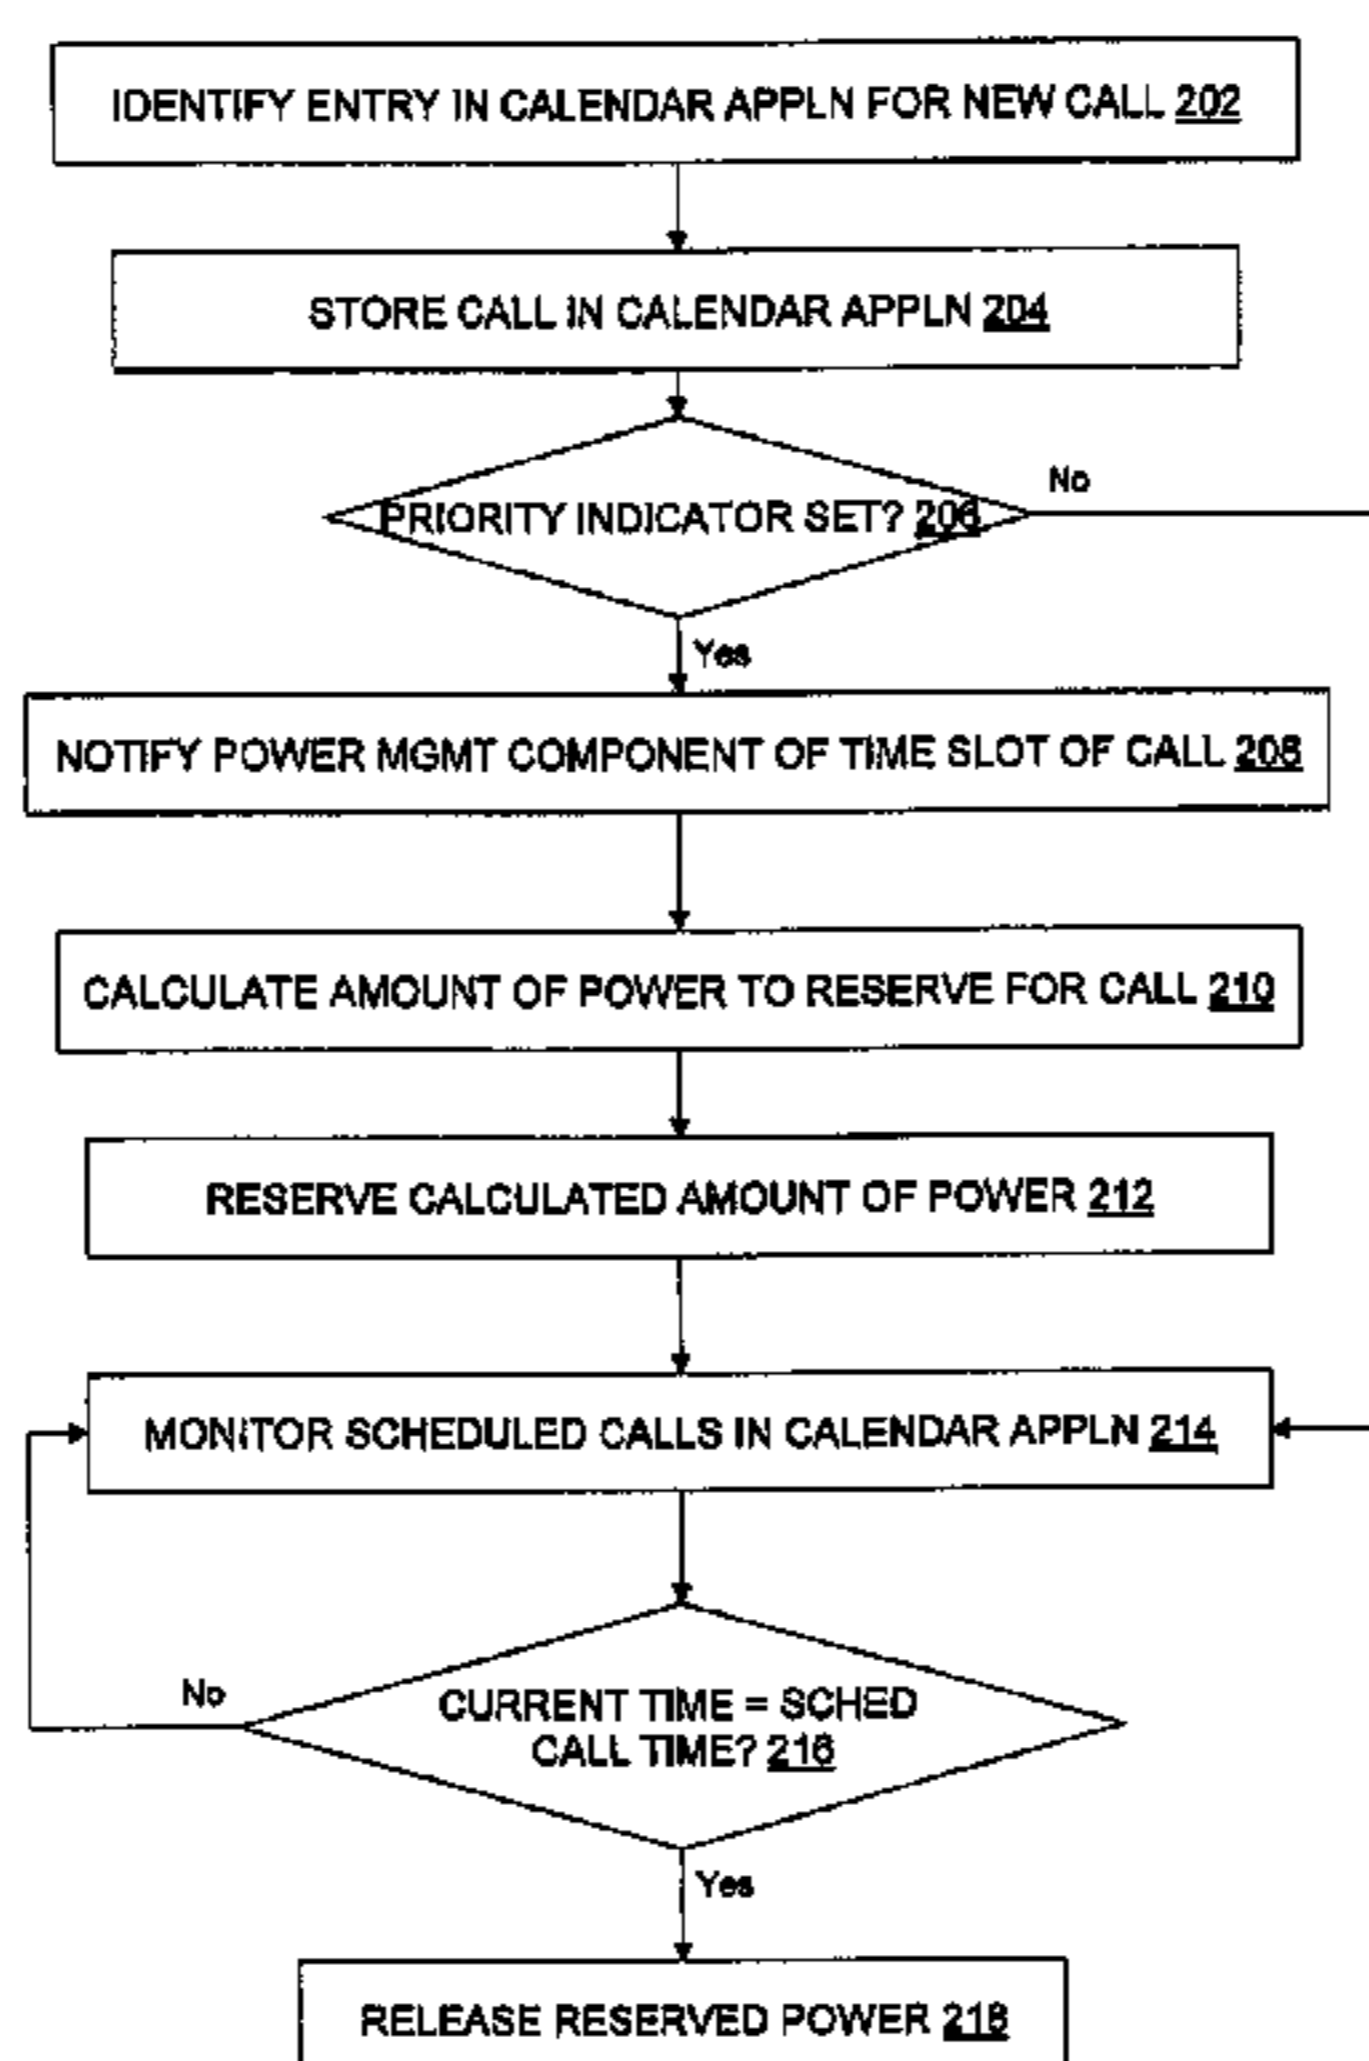 IDENTIFY ENTRY IN CALENDAR APPLN FOR NEW CALL 202
STORE CALL IN CALENDAR APPLN 204
No
PRIORITY INDICATOR SET? 206
Yes
NOTIFY POWER MGMT COMPONENT OF TIME SLOT OF CALL 208
CALCULATE AMOUNT OF POWER TO RESERVE FOR CALL 210
RESERVE CALCULATED AMOUNT OF POWER 212
MONITOR SCHEDULED CALLS IN CALENDAR APPLN 214
No
CURRENT TIME = SCHED
CALL TIME? 216
Yes
RELEASE RESERVED POWER 218